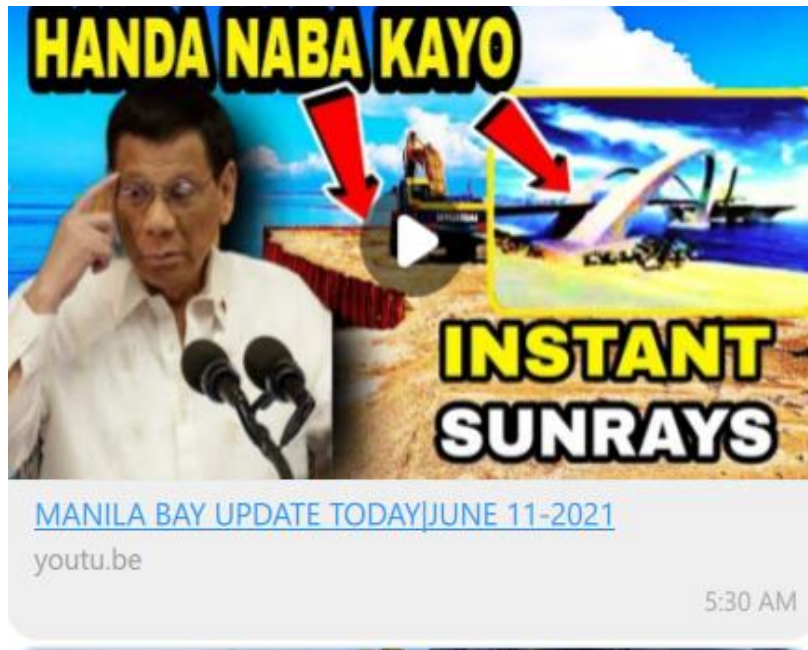 HANDA NABA KAYO
INSTANT
SUNRAYS
MANILA BAY UPDATE TODAY|JUNE 11-2021
youtu.be
5:30 AM